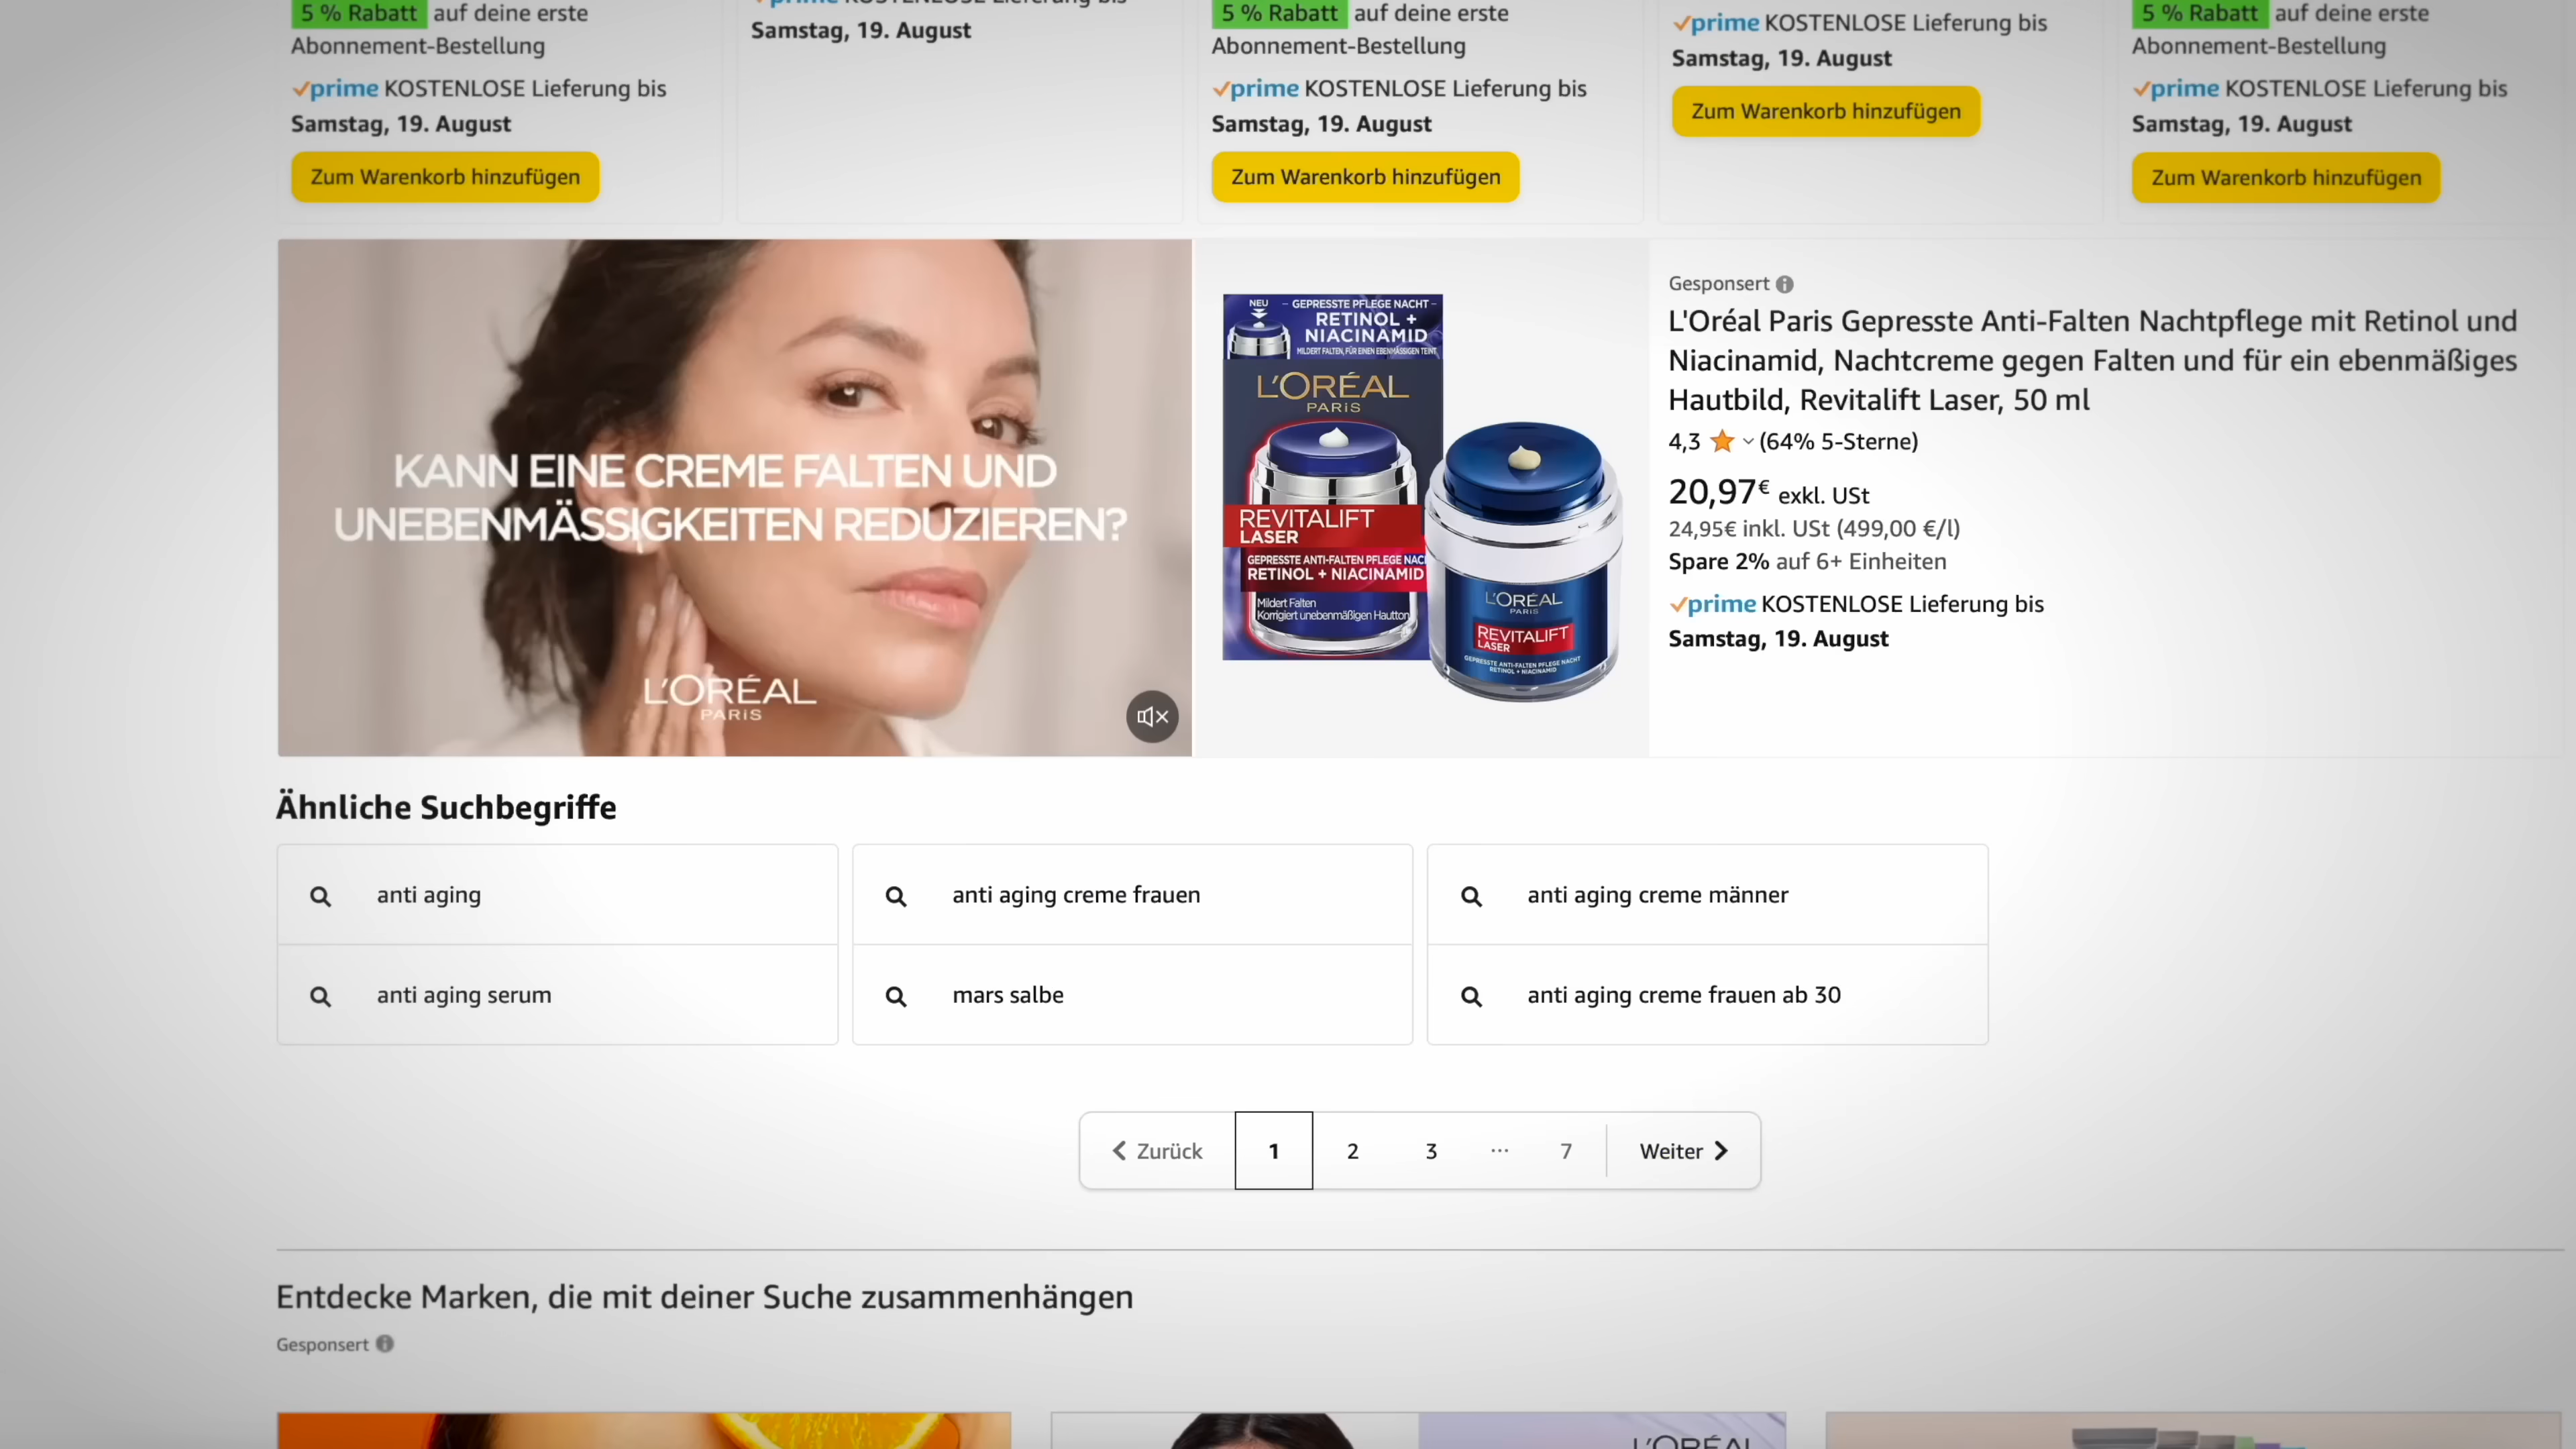 5 % Rabatt auf deine erste
Abonnement-Bestellung
prime KOSTENLOSE Lieferung bis
Samstag, 19. August
Zum Warenkorb hinzufügen
prime KOSTENLOSE Lieferung bis
Samstag, 19. August
5 % Rabatt auf deine erste
Abonnement-Bestellung
prime KOSTENLOSE Lieferung bis
Samstag, 19. August
Zum Warenkorb hinzufügen
prime KOSTENLOSE Lieferung bis
Samstag, 19. August
Zum Warenkorb hinzufügen
5 % Rabatt auf deine erste
Abonnement-Bestellung
prime KOSTENLOSE Lieferung bis
Samstag, 19. August
Zum Warenkorb hinzufügen
KANN EINE CREME FALTEN UND
UNEBENMÄSSIGKEITEN REDUZIEREN?
L'ORÉAL
PARIS
NEU
GEPRESSTE PFLEGE NACHT
RETINOL +
NIACINAMID
MILDERT FALTEN, FÜR EINEN EBENMÄSSIGEN TEINT
L'ORÉAL
PARIS
REVITALIFT
LASER
GEPRESSTE ANTI-FALTEN PFLEGE NAC
RETINOL + NIACINAMID
Mildert Falten
Korrigiert unebenmäßigen Hautton
L'ORÉAL
PARIS
REVITALIFT
LASER
GEPRESSTE ANTI-FALTEN PFLEGE NACHT
RETINOL + NIACINAMID
Gesponsert
L'Oréal Paris Gepresste Anti-Falten Nachtpflege mit Retinol und
Niacinamid, Nachtcreme gegen Falten und für ein ebenmäßiges
Hautbild, Revitalift Laser, 50 ml
4,3 (64% 5-Sterne)
20,97€ exkl. USt
24,95€ inkl. USt (499,00 €/l)
Spare 2% auf 6+ Einheiten
prime KOSTENLOSE Lieferung bis
Samstag, 19. August
Ähnliche Suchbegriffe
anti aging
anti aging creme frauen
anti aging creme männer
anti aging serum
mars salbe
anti aging creme frauen ab 30
Zurück 1 2 3 ... 7 Weiter
Entdecke Marken, die mit deiner Suche zusammenhängen
Gesponsert
L'ORÉAL